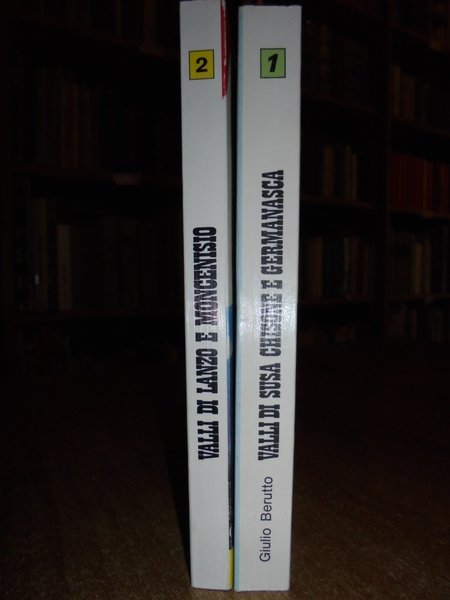 2
VALLI DI LANZO E MONCENISIO
1
VALLI DI SUSA CHISONE E GERMANASCA
Giulio Berutto